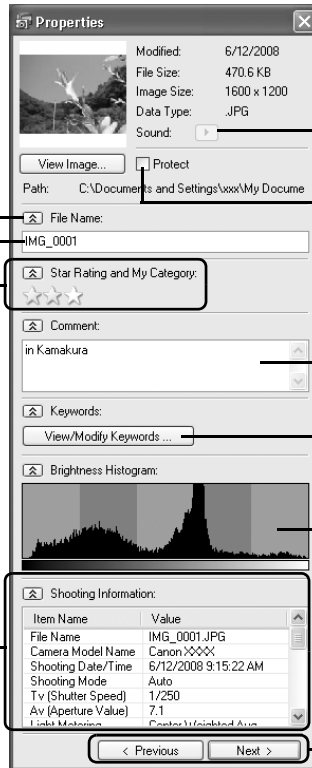 Properties
Modified: 6/12/2008
File Size: 470.6 KB
Image Size: 1600 x 1200
Data Type: .JPG
Sound:
View Image... Protect
Path: C:\Documents and Settings\xxx\My Docume
File Name:
IMG_0001
Star Rating and My Category:
Comment:
in Kamakura
Keywords:
View/Modify Keywords ...
Brightness Histogram:
Shooting Information:
Item Name Value
File Name IMG_0001.JPG
Camera Model Name Canon XXXX
Shooting Date/Time 6/12/2008 9:15:22 AM
Shooting Mode Auto
Tv (Shutter Speed) 1/250
Av (Aperture Value) 7.1
Light Metering
< Previous Next >